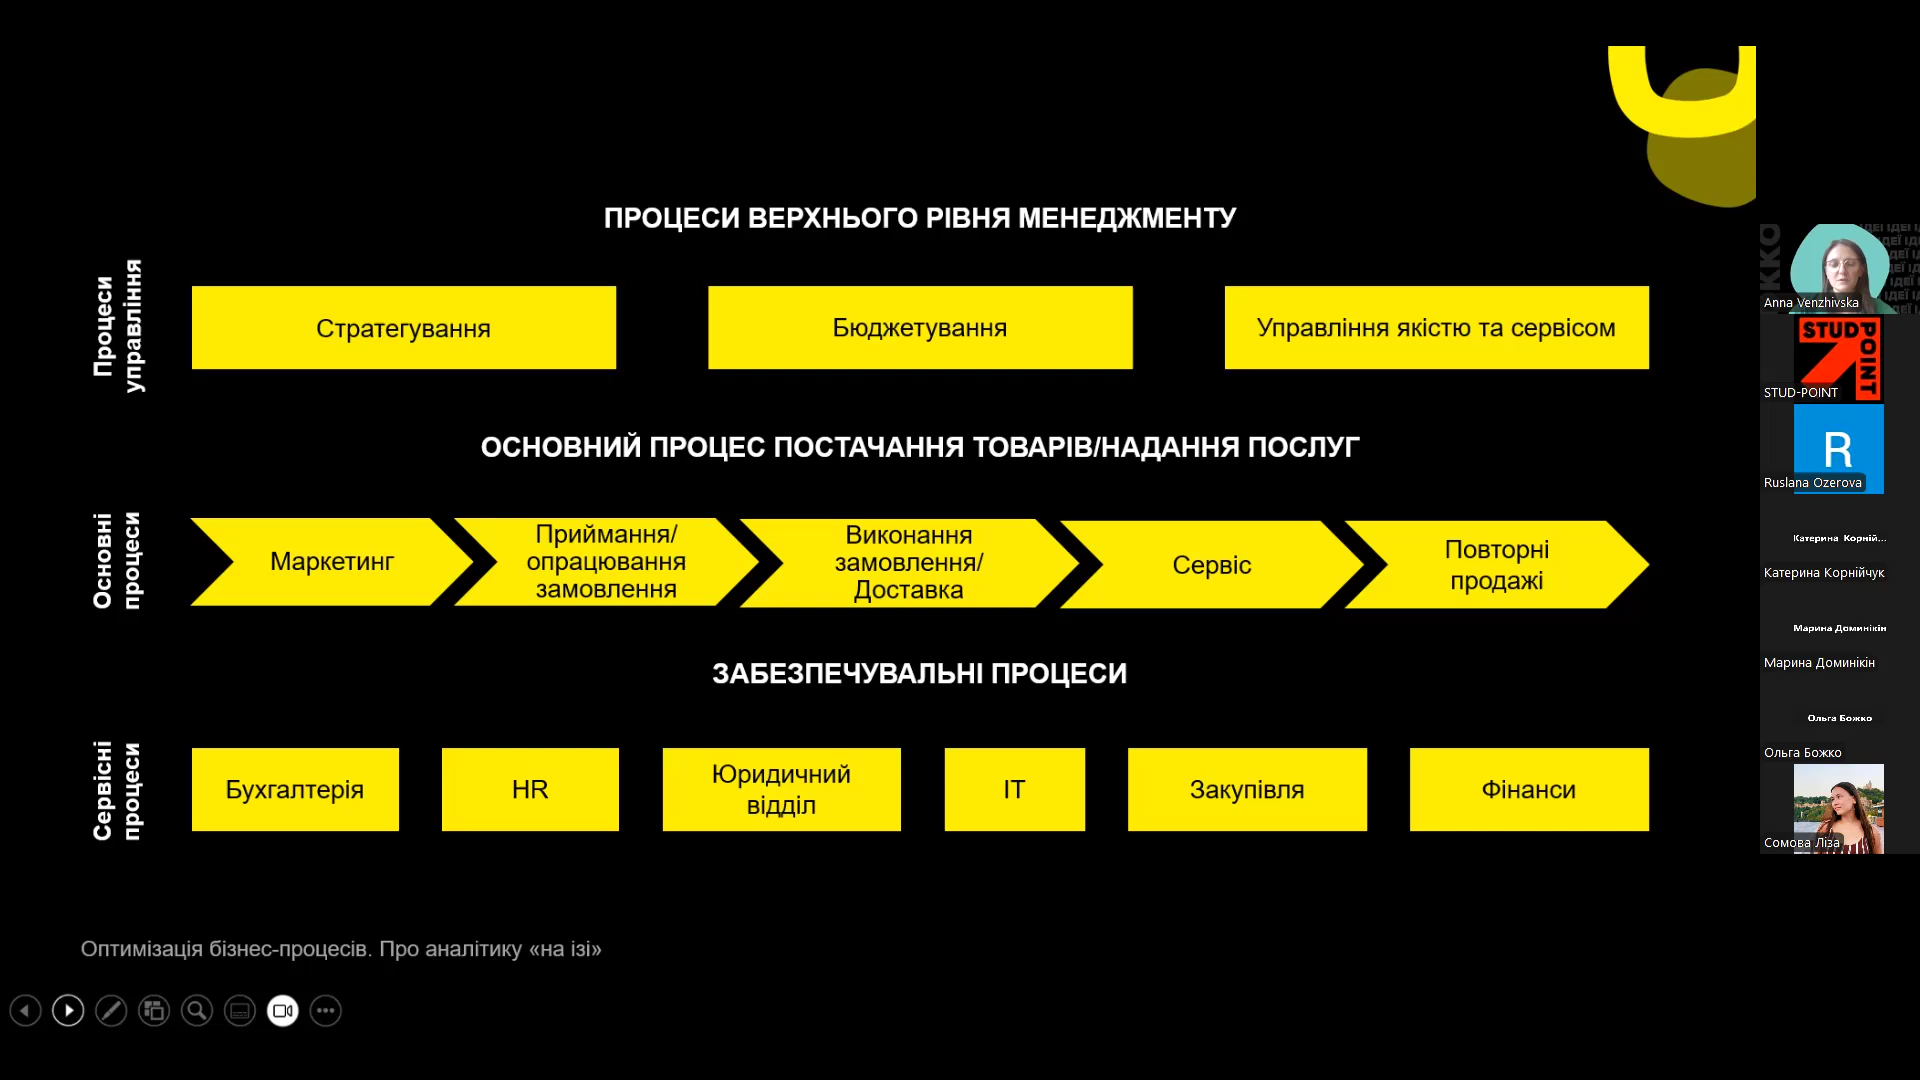 ПРОЦЕСИ ВЕРХНЬОГО РІВНЯ МЕНЕДЖМЕНТУ
Процеси
управління
Стратегування
Бюджетування
Управління якістю та сервісом
ОСНОВНИЙ ПРОЦЕС ПОСТАЧАННЯ ТОВАРІВ/НАДАННЯ ПОСЛУГ
Основні
процеси
Маркетинг
Приймання/
опрацювання
замовлення
Виконання
замовлення/
Доставка
Сервіс
Повторні
продажі
ЗАБЕЗПЕЧУВАЛЬНІ ПРОЦЕСИ
Сервісні
процеси
Бухгалтерія
HR
Юридичний
відділ
IT
Закупівля
Фінанси
Оптимізація бізнес-процесів. Про аналітику «на ізі»
Anna Venzhivska
STUD POINT
STUD-POINT
R
Ruslana Ozerova
Катерина Корній...
Катерина Корнійчук
Марина Доминікін
Марина Доминікін
Ольга Божко
Ольга Божко
Сомова Ліза